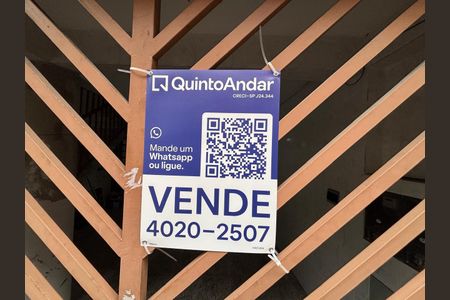 QuintoAndar
CRECI-SP J24.344
Mande um
Whatsapp
ou ligue.
VENDE
4020-2507